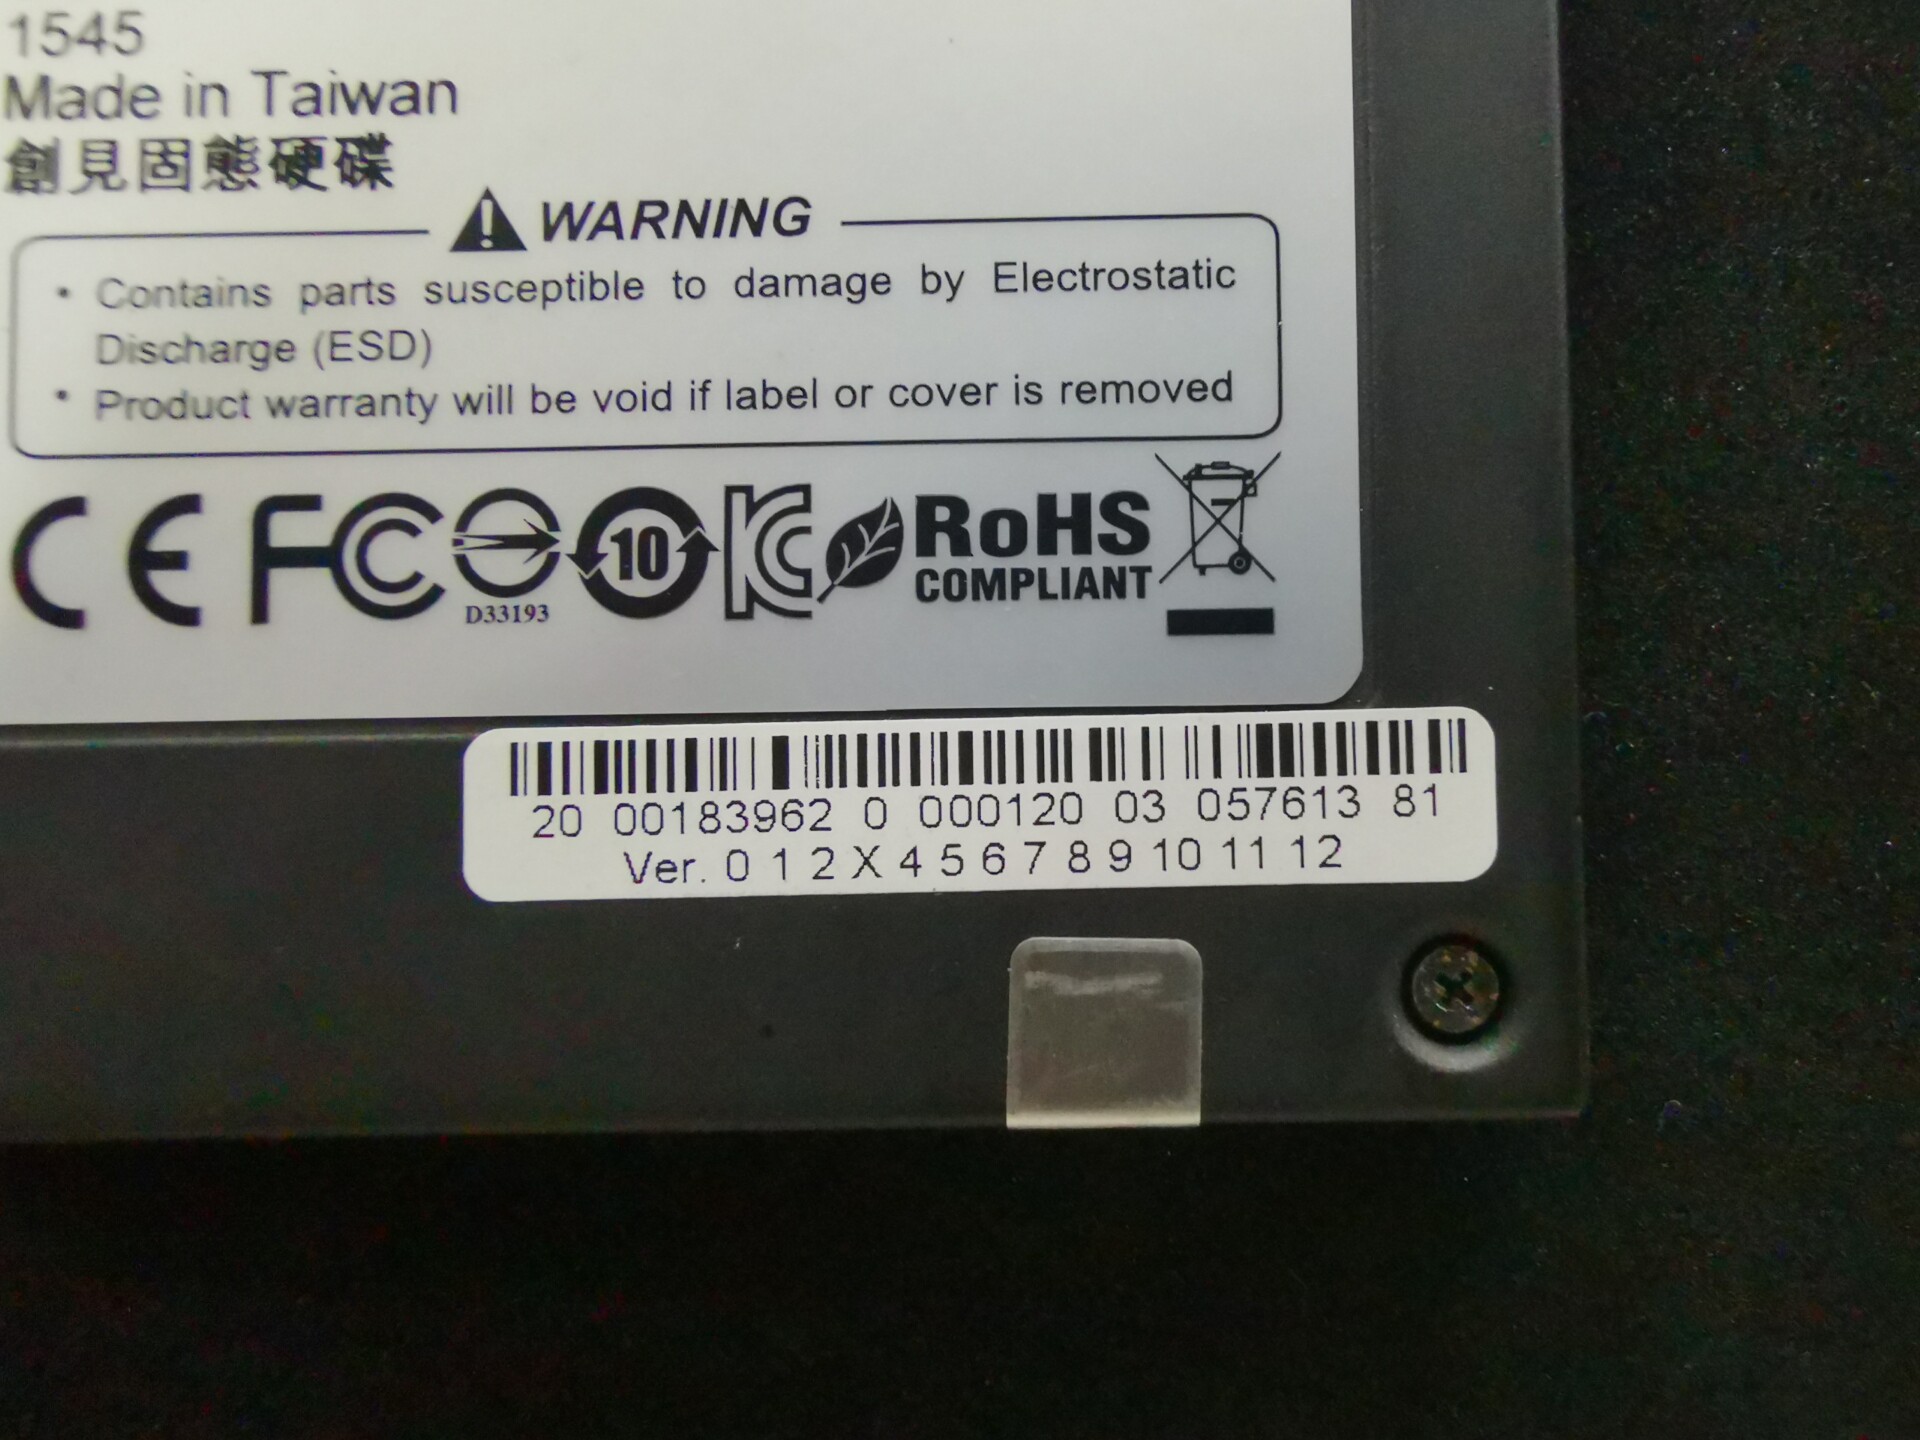 1545
Made in Taiwan
創見固態硬碟
WARNING
• Contains parts susceptible to damage by Electrostatic
Discharge (ESD)
• Product warranty will be void if label or cover is removed
CE FC D33193 10 KC RoHS
COMPLIANT
20 00183962 0 000120 03 057613 81
Ver. 0 1 2 X 4 5 6 7 8 9 10 11 12